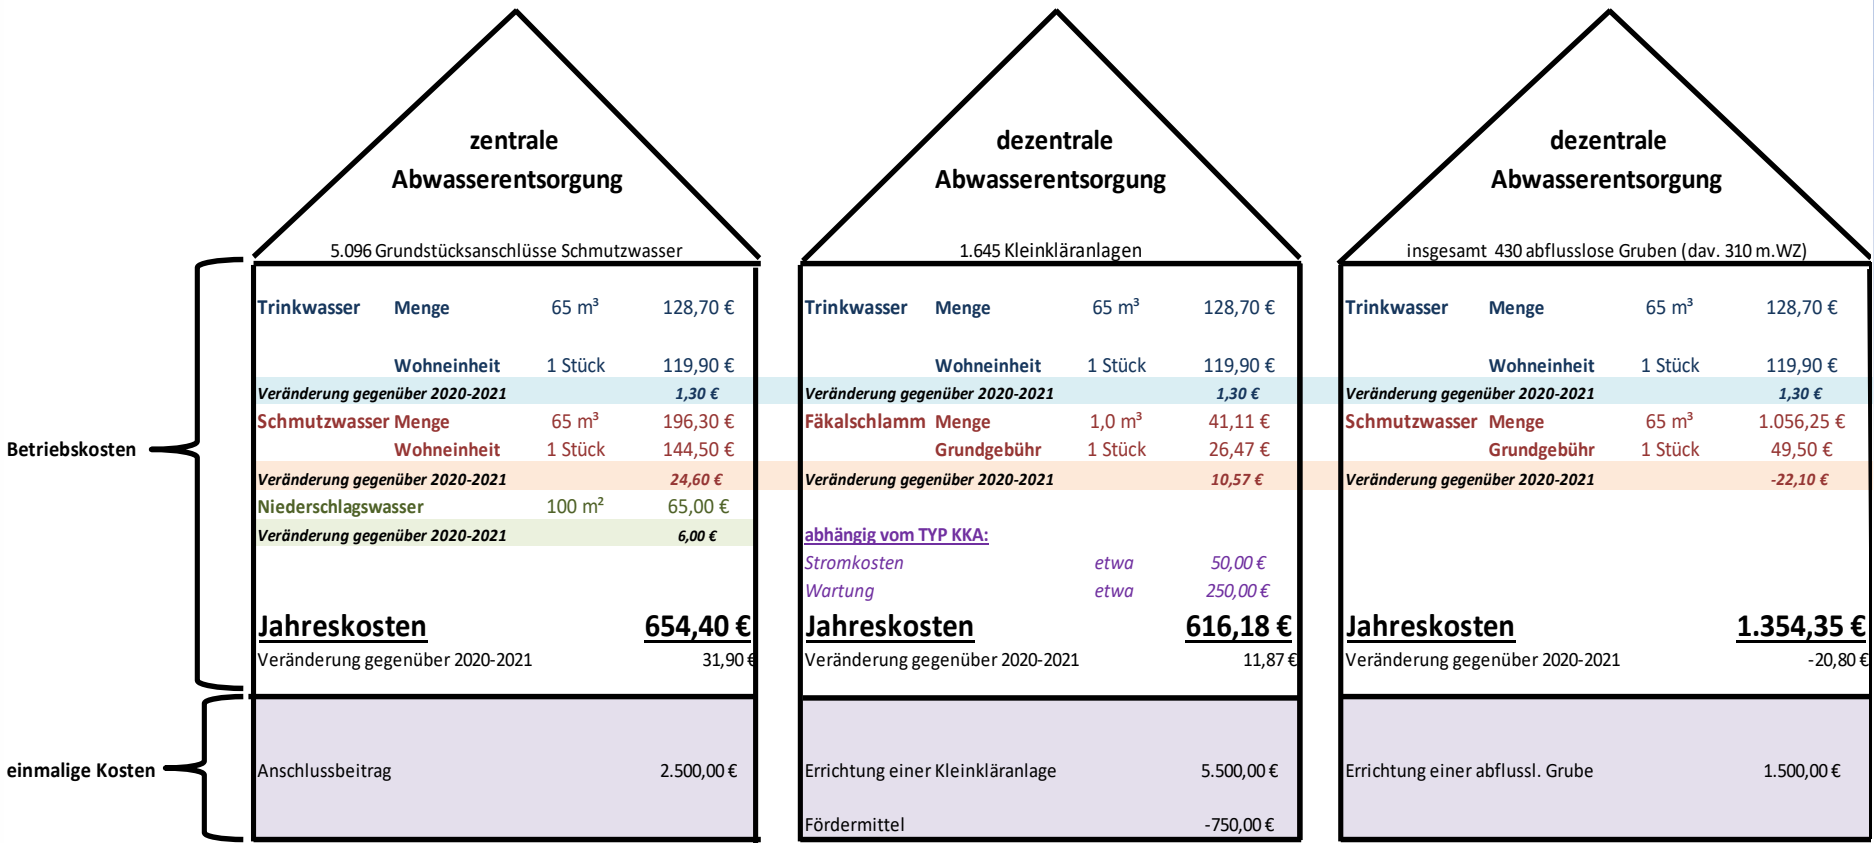 zentrale
Abwasserentsorgung
5.096 Grundstücksanschlüsse Schmutzwasser
Betriebskosten
Trinkwasser Menge 65 m³ 128,70 €
Wohneinheit 1 Stück 119,90 €
Veränderung gegenüber 2020-2021 1,30 €
Schmutzwasser Menge 65 m³ 196,30 €
Wohneinheit 1 Stück 144,50 €
Veränderung gegenüber 2020-2021 24,60 €
Niederschlagswasser 100 m² 65,00 €
Veränderung gegenüber 2020-2021 6,00 €
Jahreskosten 654,40 €
Veränderung gegenüber 2020-2021 31,90 €
einmalige Kosten
Anschlussbeitrag 2.500,00 €
dezentrale
Abwasserentsorgung
1.645 Kleinkläranlagen
Trinkwasser Menge 65 m³ 128,70 €
Wohneinheit 1 Stück 119,90 €
Veränderung gegenüber 2020-2021 1,30 €
Fäkalschlamm Menge 1,0 m³ 41,11 €
Grundgebühr 1 Stück 26,47 €
Veränderung gegenüber 2020-2021 10,57 €
abhängig vom TYP KKA:
Stromkosten etwa 50,00 €
Wartung etwa 250,00 €
Jahreskosten 616,18 €
Veränderung gegenüber 2020-2021 11,87 €
Errichtung einer Kleinkläranlage 5.500,00 €
Fördermittel -750,00 €
dezentrale
Abwasserentsorgung
insgesamt 430 abflusslose Gruben (dav. 310 m.WZ)
Trinkwasser Menge 65 m³ 128,70 €
Wohneinheit 1 Stück 119,90 €
Veränderung gegenüber 2020-2021 1,30 €
Schmutzwasser Menge 65 m³ 1.056,25 €
Grundgebühr 1 Stück 49,50 €
Veränderung gegenüber 2020-2021 -22,10 €
Jahreskosten 1.354,35 €
Veränderung gegenüber 2020-2021 -20,80 €
Errichtung einer abflussl. Grube 1.500,00 €